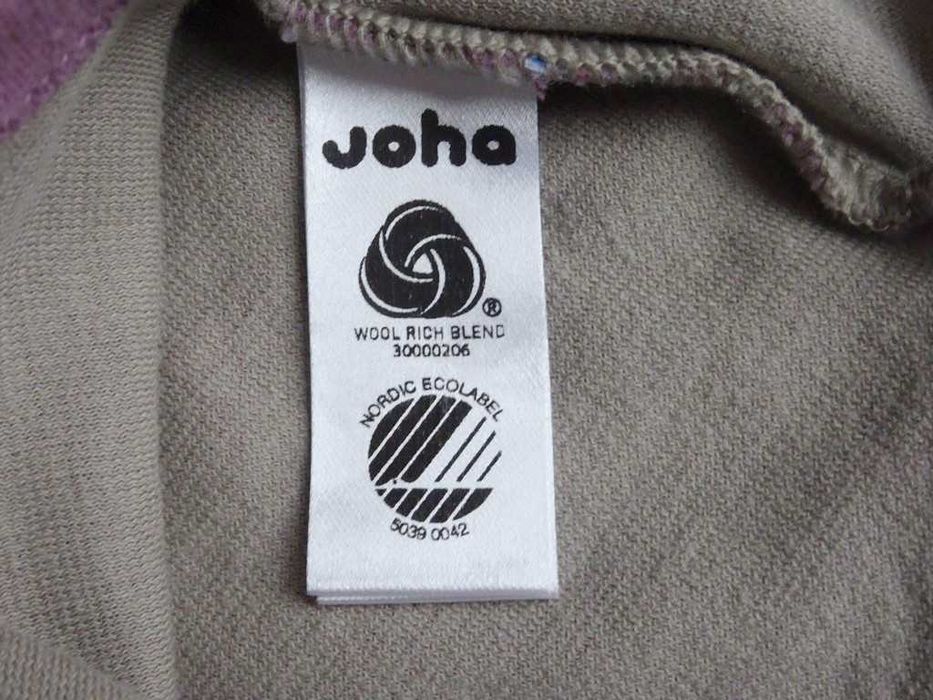 Joha
®
WOOL RICH BLEND
30000206
NORDIC ECOLABEL
5039 0042